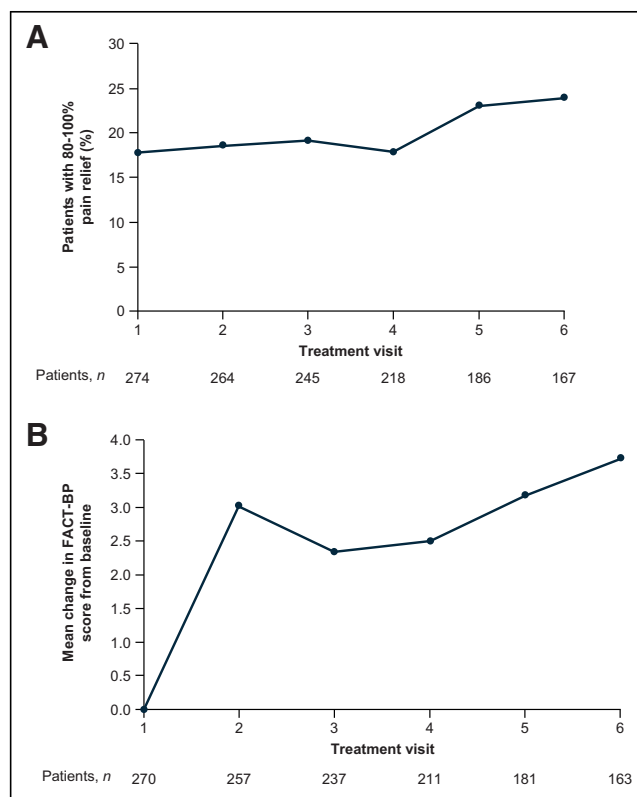 A
30
25
20
15
10
5
0
Patients with 80-100%
pain relief (%)
1 2 3 4 5 6
Treatment visit
Patients, n 274 264 245 218 186 167
B
4.0
3.5
3.0
2.5
2.0
1.5
1.0
0.5
0.0
Mean change in FACT-BP
score from baseline
1 2 3 4 5 6
Treatment visit
Patients, n 270 257 237 211 181 163